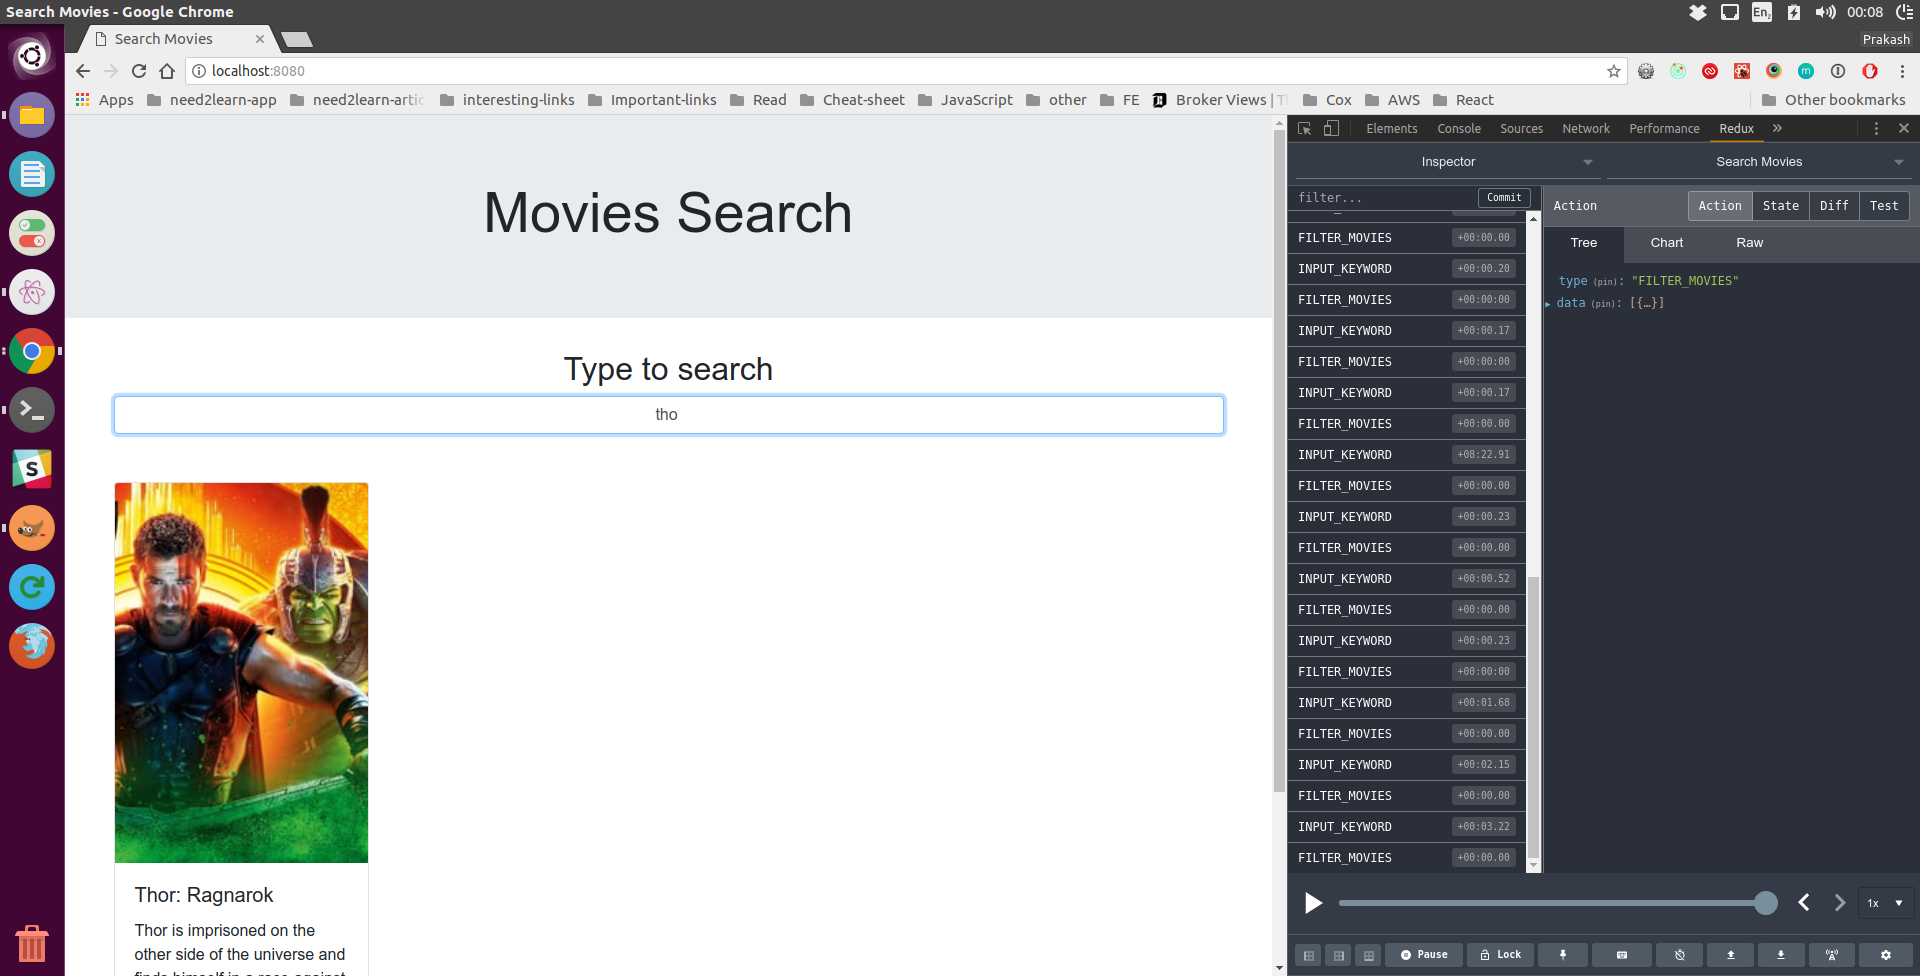 Search Movies - Google Chrome
En2
00:08
Search Movies
Prakash
localhost:8080
Apps
need2learn-app
need2learn-artic
interesting-links
Important-links
Read
Cheat-sheet
JavaScript
other
FE
Broker Views | T
Cox
AWS
React
Other bookmarks
Movies Search
Type to search
tho
Thor: Ragnarok
Thor is imprisoned on the
other side of the universe and
finds himself in a race against
Elements Console Sources Network Performance Redux
Inspector
Search Movies
filter...
Commit
FILTER_MOVIES +00:00.00
INPUT_KEYWORD +00:00.20
FILTER_MOVIES +00:00:00
INPUT_KEYWORD +00:00.17
FILTER_MOVIES +00:00:00
INPUT_KEYWORD +00:00.17
FILTER_MOVIES +00:00.00
INPUT_KEYWORD +08:22.91
FILTER_MOVIES +00:00.00
INPUT_KEYWORD +00:00.23
FILTER_MOVIES +00:00.00
INPUT_KEYWORD +00:00.52
FILTER_MOVIES +00:00.00
INPUT_KEYWORD +00:00.23
FILTER_MOVIES +00:00:00
INPUT_KEYWORD +00:01.68
FILTER_MOVIES +00:00.00
INPUT_KEYWORD +00:02.15
FILTER_MOVIES +00:00.00
INPUT_KEYWORD +00:03.22
FILTER_MOVIES +00:00.00
Action
Action State Diff Test
Tree Chart Raw
type (pin): "FILTER_MOVIES"
data (pin): [{…}]
1x
Pause
Lock